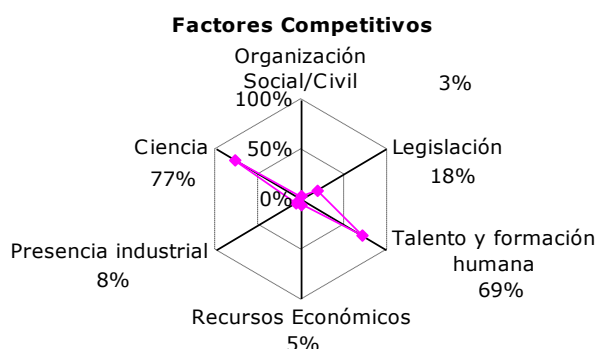 Factores Competitivos
Organización
Social/Civil
3%
100%
Ciencia
77%
50%
Legislación
18%
0%
Presencia industrial
8%
Talento y formación
humana
69%
Recursos Económicos
5%